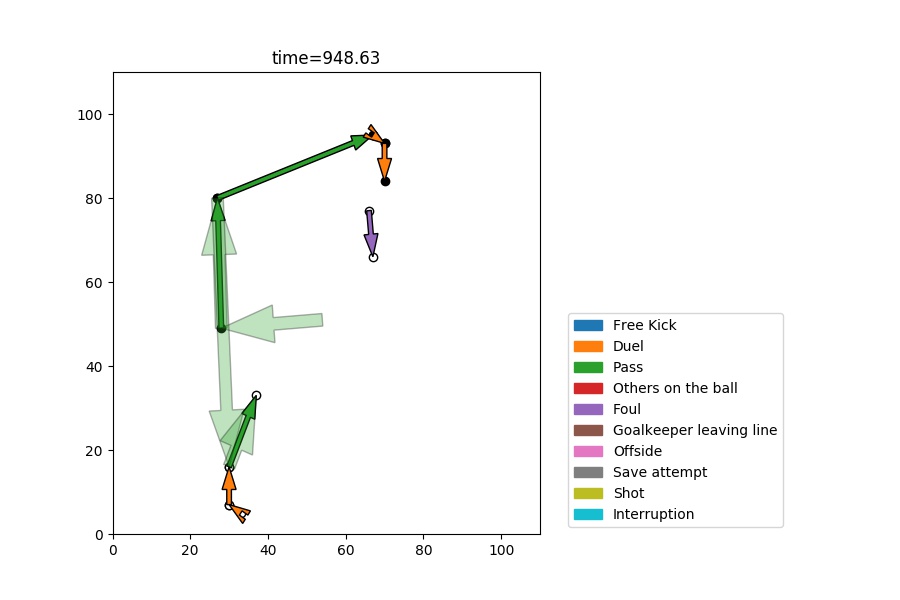 time=948.63
100
80
60
40
20
0
0 20 40 60 80 100
Free Kick
Duel
Pass
Others on the ball
Foul
Goalkeeper leaving line
Offside
Save attempt
Shot
Interruption